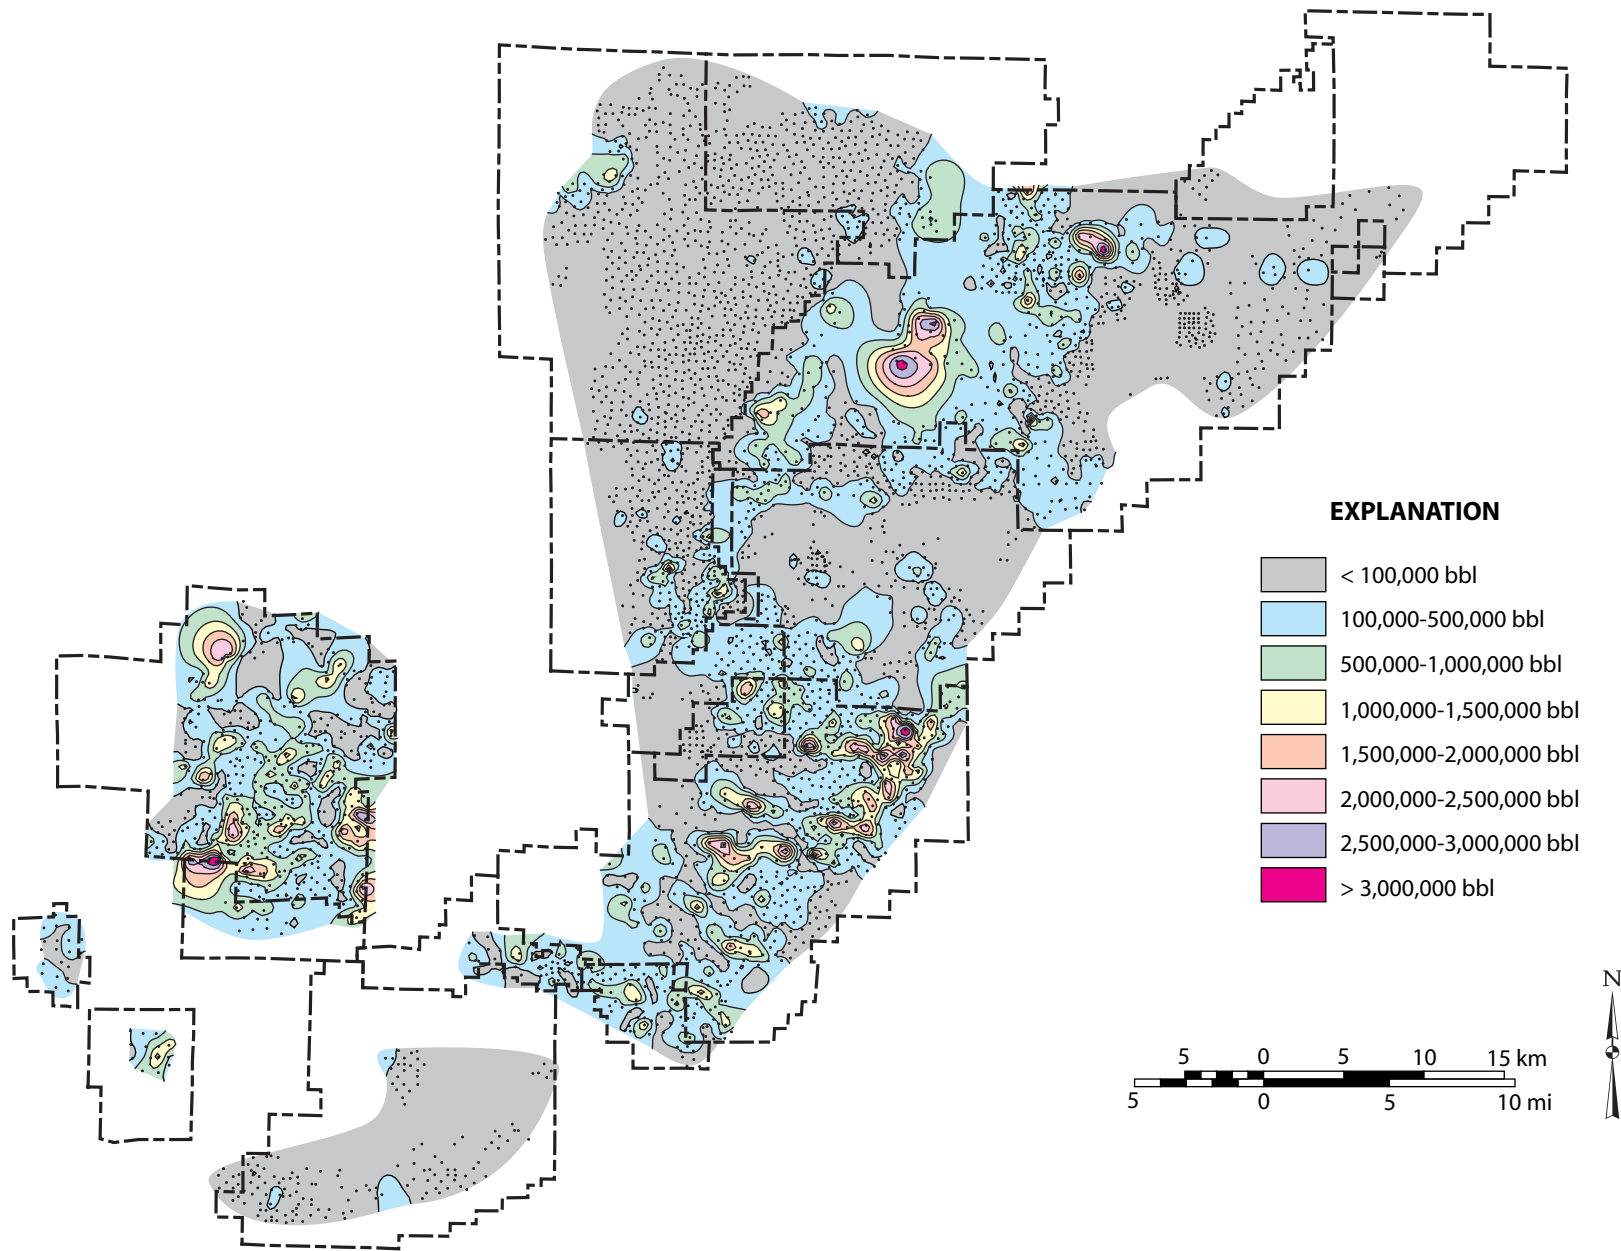 EXPLANATION
< 100,000 bbl
100,000-500,000 bbl
500,000-1,000,000 bbl
1,000,000-1,500,000 bbl
1,500,000-2,000,000 bbl
2,000,000-2,500,000 bbl
2,500,000-3,000,000 bbl
> 3,000,000 bbl
N
5 0 5 10 15 km
5 0 5 10 mi